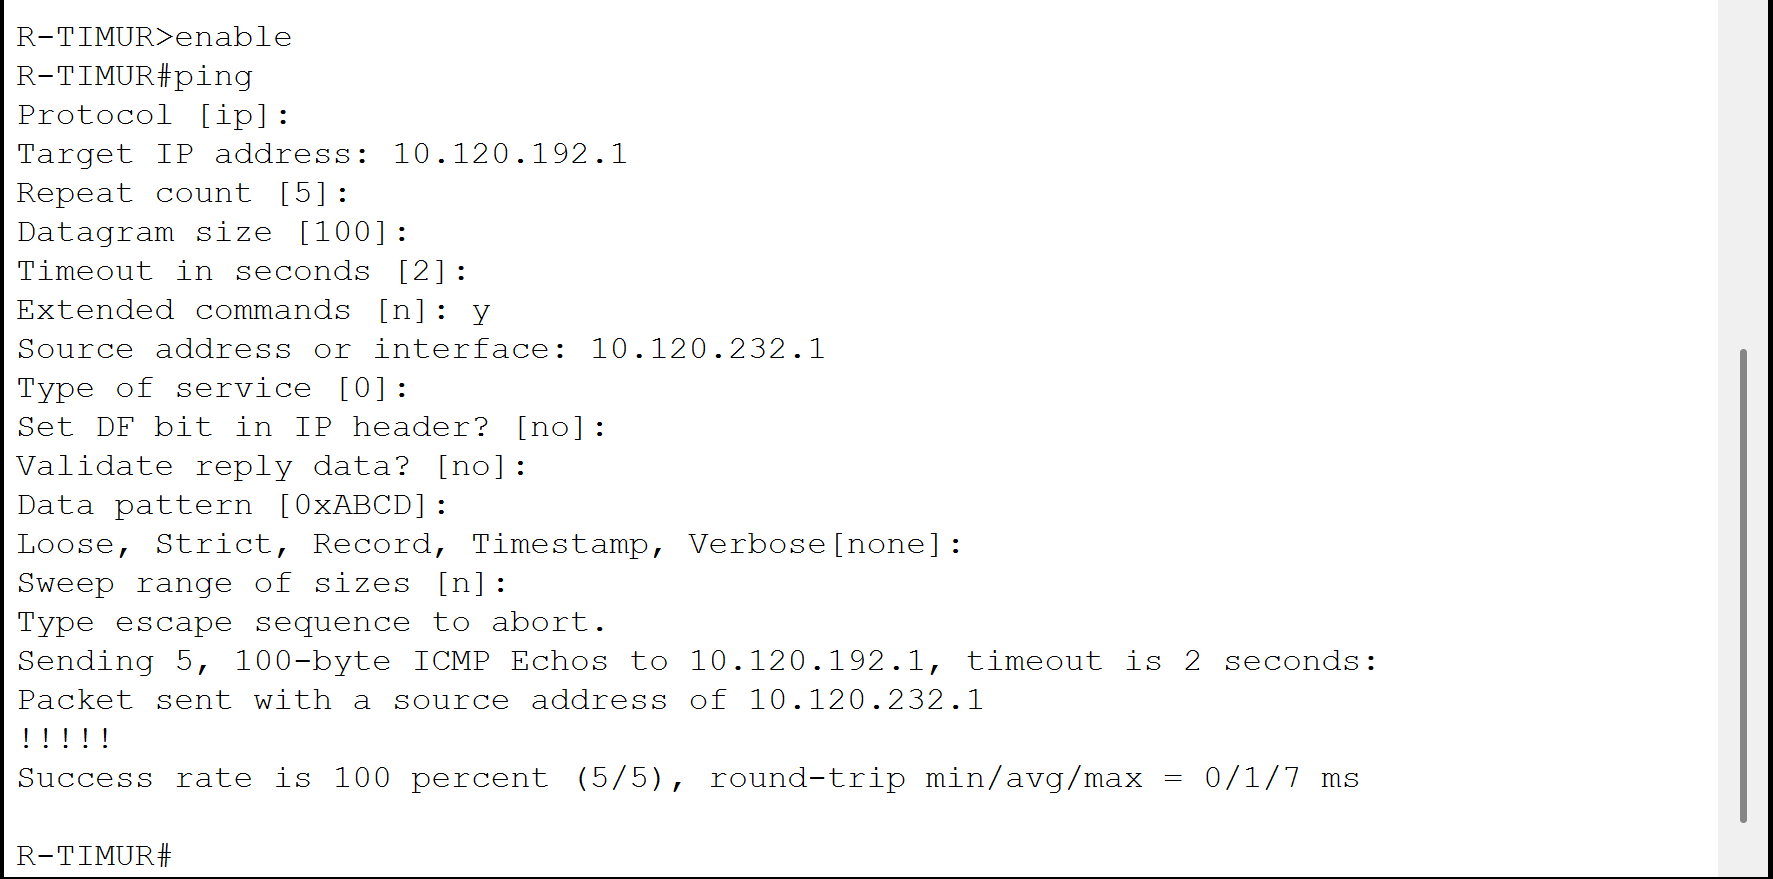 R-TIMUR>enable
R-TIMUR#ping
Protocol [ip]:
Target IP address: 10.120.192.1
Repeat count [5]:
Datagram size [100]:
Timeout in seconds [2]:
Extended commands [n]: y
Source address or interface: 10.120.232.1
Type of service [0]:
Set DF bit in IP header? [no]:
Validate reply data? [no]:
Data pattern [0xABCD]:
Loose, Strict, Record, Timestamp, Verbose[none]:
Sweep range of sizes [n]:
Type escape sequence to abort.
Sending 5, 100-byte ICMP Echos to 10.120.192.1, timeout is 2 seconds:
Packet sent with a source address of 10.120.232.1
!!!!!
Success rate is 100 percent (5/5), round-trip min/avg/max = 0/1/7 ms
R-TIMUR#